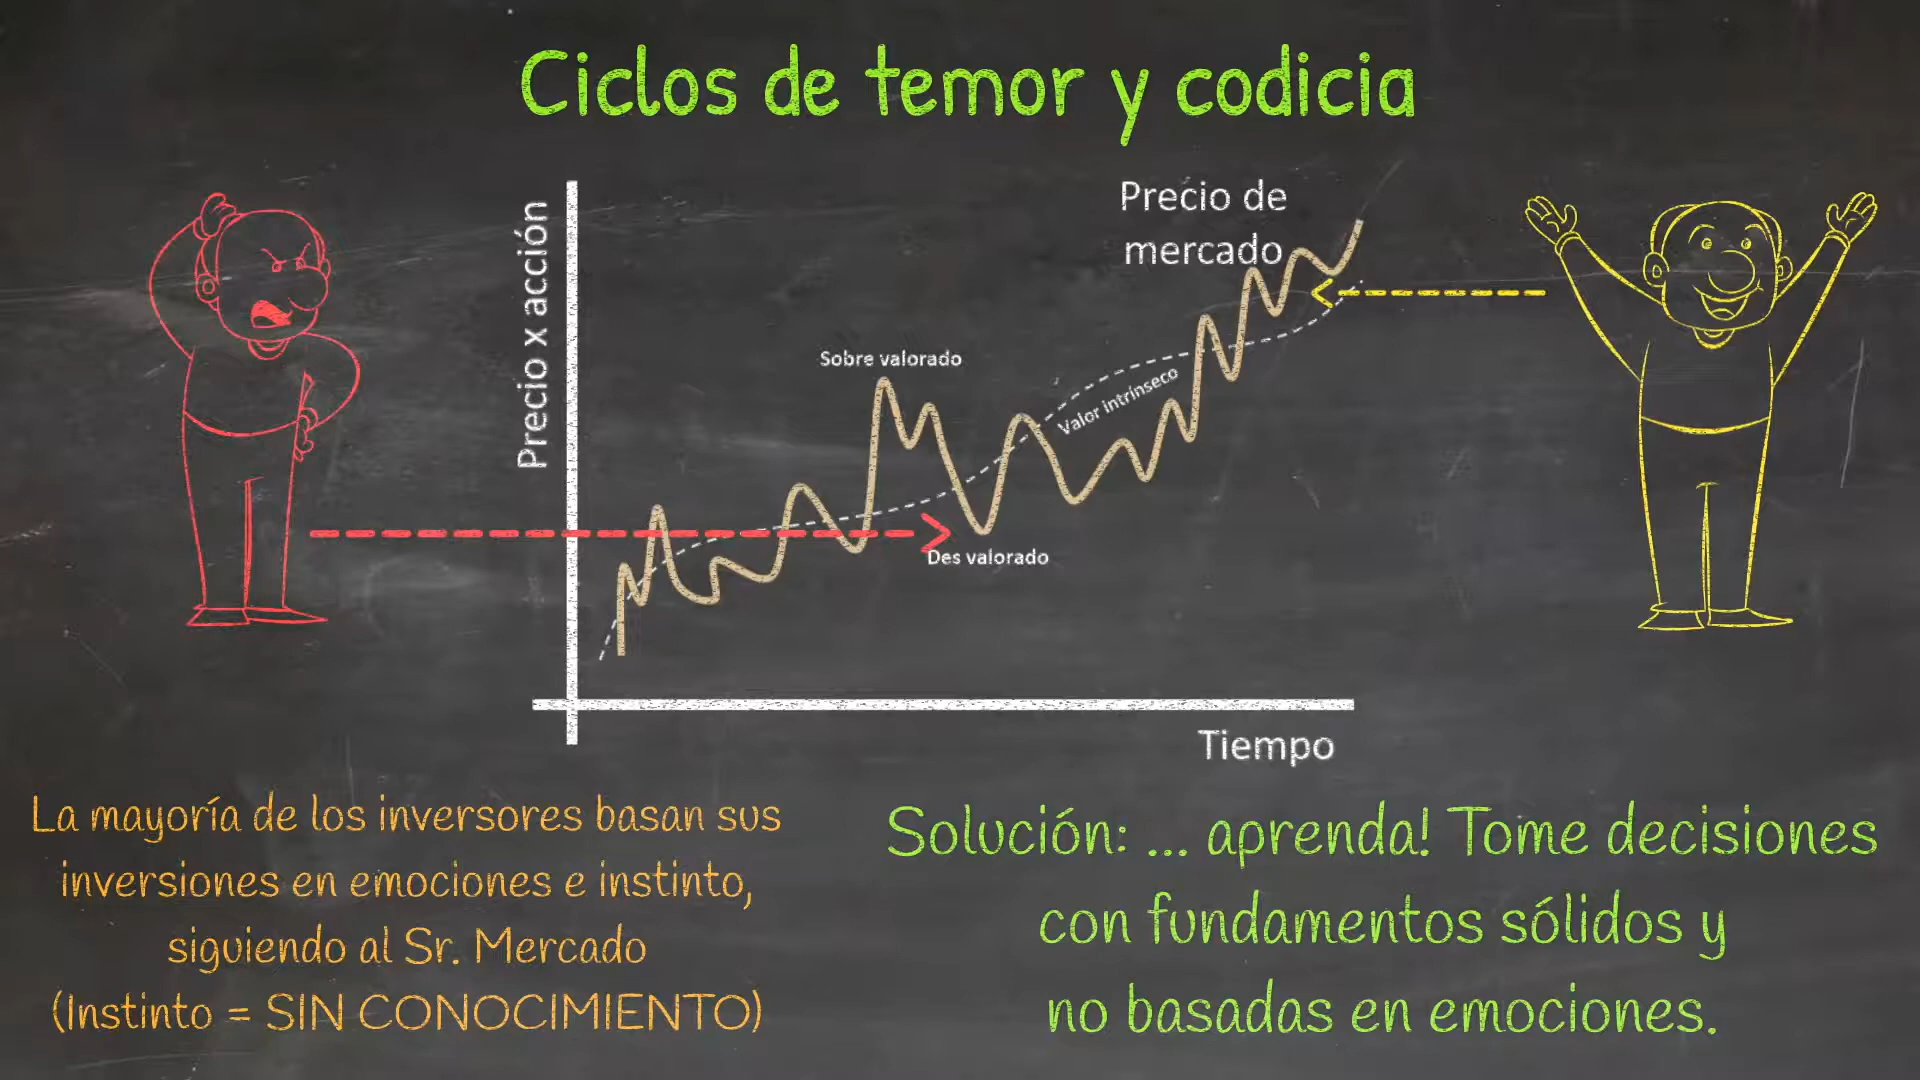 Ciclos de temor y codicia
Precio x acción
Precio de
mercado
Sobre valorado
Valor intrínseco
Des valorado
Tiempo
La mayoría de los inversores basan sus
inversiones en emociones e instinto,
siguiendo al Sr. Mercado
(Instinto = SIN CONOCIMIENTO)
Solución: ... aprenda! Tome decisiones
con fundamentos sólidos y
no basadas en emociones.